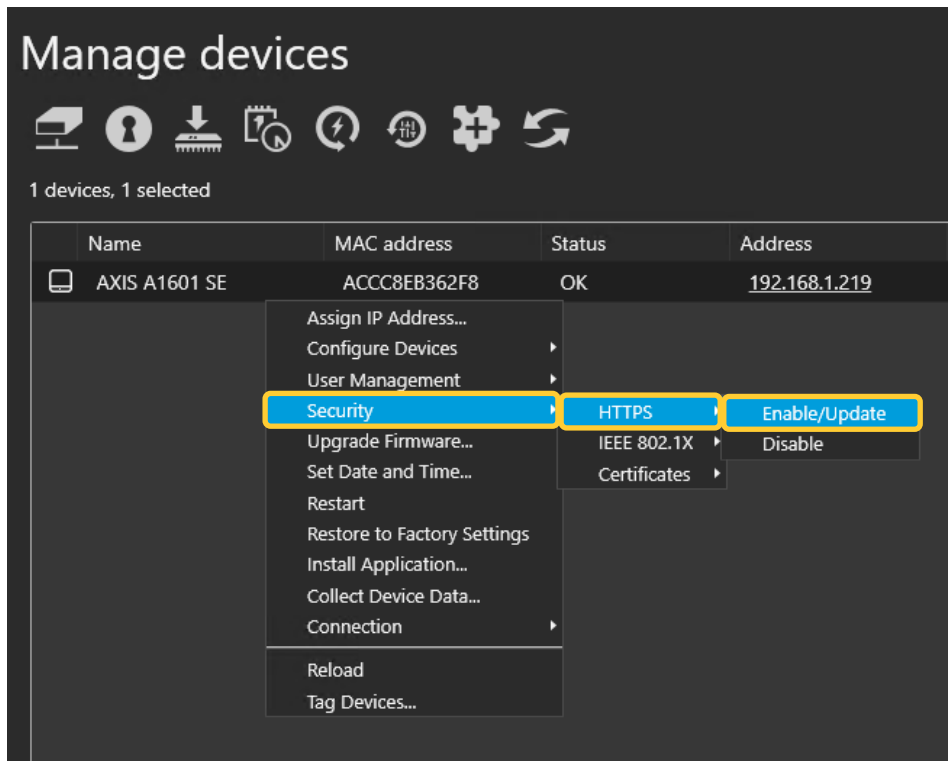 Manage devices
1 devices, 1 selected
Name MAC address Status Address
AXIS A1601 SE ACCC8EB362F8 OK 192.168.1.219
Assign IP Address...
Configure Devices
User Management
Security HTTPS Enable/Update
Upgrade Firmware... IEEE 802.1X Disable
Set Date and Time... Certificates
Restart
Restore to Factory Settings
Install Application...
Collect Device Data...
Connection
Reload
Tag Devices...